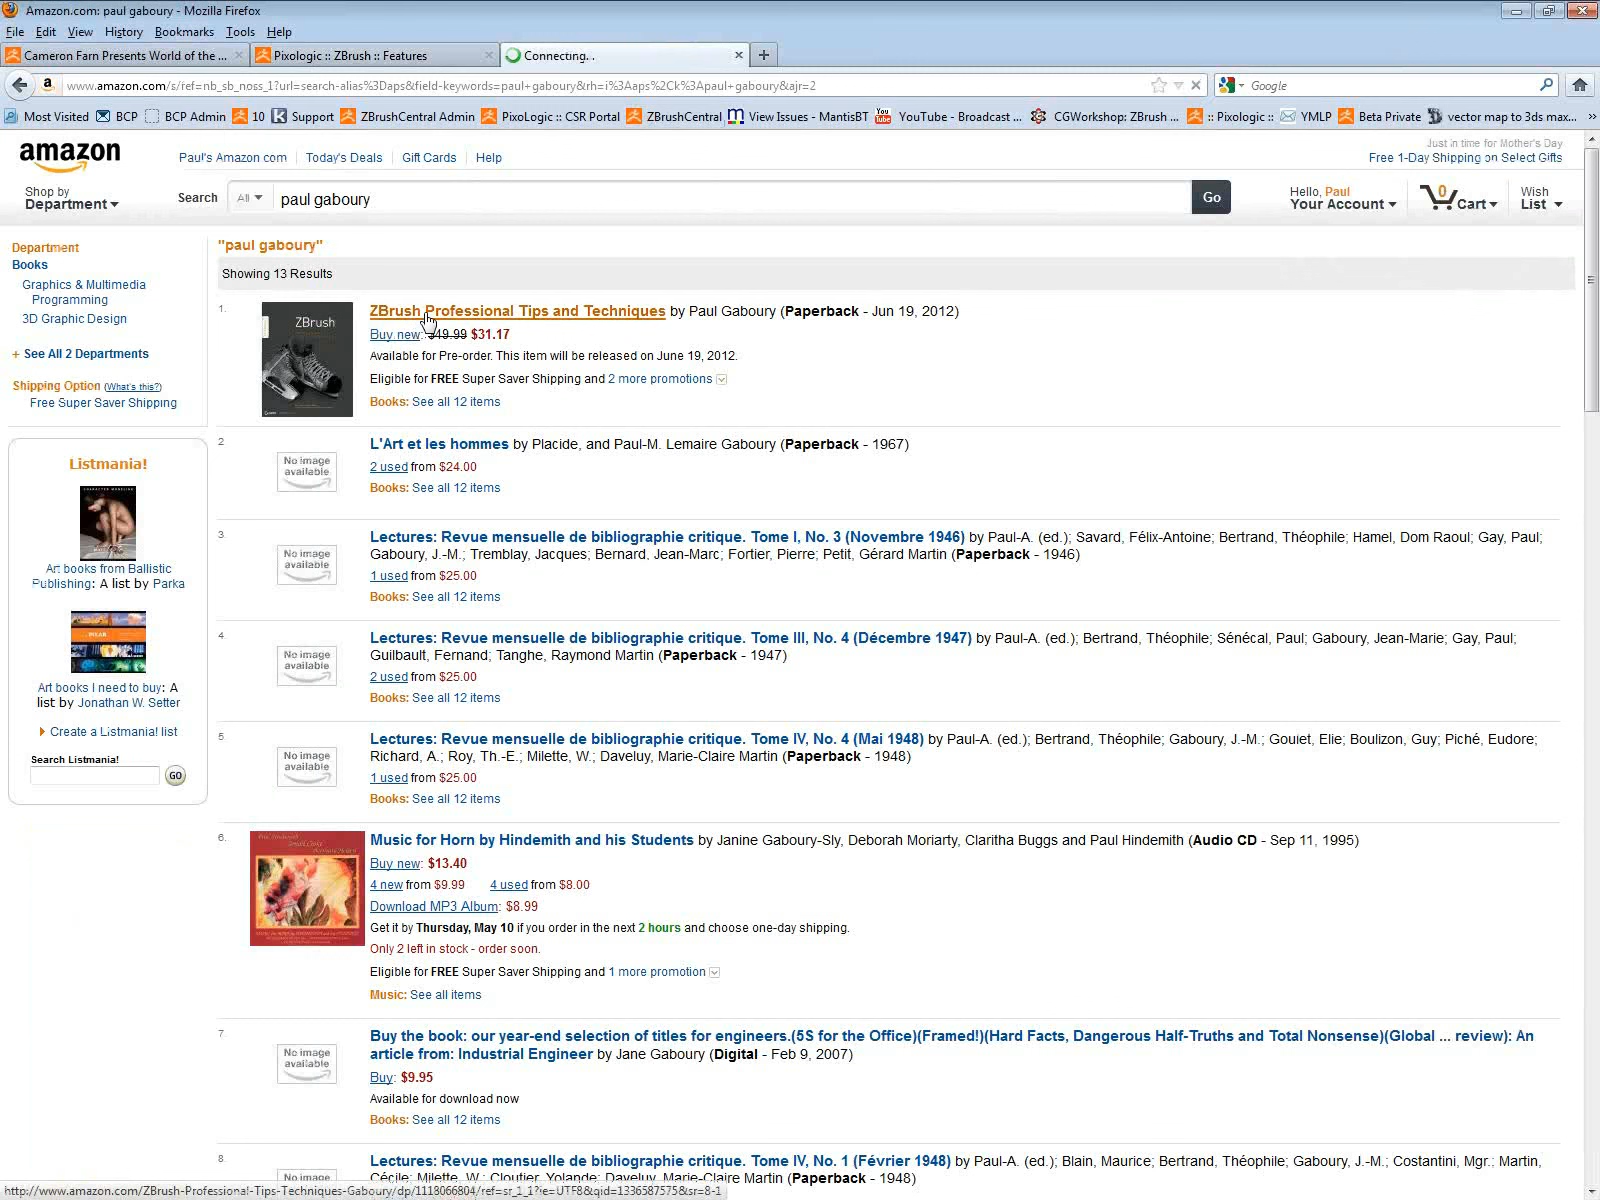 Amazon.com: paul gaboury - Mozilla Firefox
File Edit View History Bookmarks Tools Help
Cameron Farn Presents World of the ... Pixologic :: ZBrush :: Features Connecting...
www.amazon.com/s/ref=nb_sb_noss_1?url=search-alias%3Daps&field-keywords=paul+gaboury&rh=i%3Aaps%2Ck%3Apaul+gaboury&ajr=2 Google
Most Visited BCP BCP Admin 10 Support ZBrushCentral Admin PixoLogic :: CSR Portal ZBrushCentral View Issues - MantisBT YouTube - Broadcast ... CGWorkshop: ZBrush ... :: Pixologic :: YMLP Beta Private vector map to 3ds max... »
amazon Paul's Amazon.com Today's Deals Gift Cards Help
Just in time for Mother's Day
Free 1-Day Shipping on Select Gifts
Shop by
Department
Search All paul gaboury Go
Hello, Paul
Your Account
0 Cart
Wish
List
Department
Books
Graphics & Multimedia
Programming
3D Graphic Design
+ See All 2 Departments
Shipping Option (What's this?)
Free Super Saver Shipping
Listmania!
Art books from Ballistic
Publishing: A list by Parka
Art books I need to buy: A
list by Jonathan W. Setter
Create a Listmania! list
Search Listmania!
GO
"paul gaboury"
Showing 13 Results
1.
ZBrush
ZBrush Professional Tips and Techniques by Paul Gaboury (Paperback - Jun 19, 2012)
Buy new: $49.99 $31.17
Available for Pre-order. This item will be released on June 19, 2012.
Eligible for FREE Super Saver Shipping and 2 more promotions
Books: See all 12 items
2.
No image
available
L'Art et les hommes by Placide, and Paul-M. Lemaire Gaboury (Paperback - 1967)
2 used from $24.00
Books: See all 12 items
3.
No image
available
Lectures: Revue mensuelle de bibliographie critique. Tome I, No. 3 (Novembre 1946) by Paul-A. (ed.); Savard, Félix-Antoine; Bertrand, Théophile; Hamel, Dom Raoul; Gay, Paul;
Gaboury, J.-M.; Tremblay, Jacques; Bernard, Jean-Marc; Fortier, Pierre; Petit, Gérard Martin (Paperback - 1946)
1 used from $25.00
Books: See all 12 items
4.
No image
available
Lectures: Revue mensuelle de bibliographie critique. Tome III, No. 4 (Décembre 1947) by Paul-A. (ed.); Bertrand, Théophile; Sénécal, Paul; Gaboury, Jean-Marie; Gay, Paul;
Guilbault, Fernand; Tanghe, Raymond Martin (Paperback - 1947)
2 used from $25.00
Books: See all 12 items
5.
No image
available
Lectures: Revue mensuelle de bibliographie critique. Tome IV, No. 4 (Mai 1948) by Paul-A. (ed.); Bertrand, Théophile; Gaboury, J.-M.; Gouiet, Elie; Boulizon, Guy; Piché, Eudore;
Richard, A.; Roy, Th.-E.; Milette, W.; Daveluy, Marie-Claire Martin (Paperback - 1948)
1 used from $25.00
Books: See all 12 items
6.
Music for Horn by Hindemith and his Students by Janine Gaboury-Sly, Deborah Moriarty, Claritha Buggs and Paul Hindemith (Audio CD - Sep 11, 1995)
Buy new: $13.40
4 new from $9.99 4 used from $8.00
Download MP3 Album: $8.99
Get it by Thursday, May 10 if you order in the next 2 hours and choose one-day shipping.
Only 2 left in stock - order soon.
Eligible for FREE Super Saver Shipping and 1 more promotion
Music: See all items
7.
No image
available
Buy the book: our year-end selection of titles for engineers.(5S for the Office)(Framed!)(Hard Facts, Dangerous Half-Truths and Total Nonsense)(Global ... review): An
article from: Industrial Engineer by Jane Gaboury (Digital - Feb 9, 2007)
Buy: $9.95
Available for download now
Books: See all 12 items
8.
No image
Lectures: Revue mensuelle de bibliographie critique. Tome IV, No. 1 (Février 1948) by Paul-A. (ed.); Blain, Maurice; Bertrand, Théophile; Gaboury, J.-M.; Costantini, Mgr.; Martin,
Cécile; Milette, W.; Cloutier, Yolande; Daveluy, Marie-Claire Martin (Paperback - 1948)
http://www.amazon.com/ZBrush-Professional-Tips-Techniques-Gaboury/dp/1118066804/ref=sr_1_1?ie=UTF8&qid=1336587575&sr=8-1